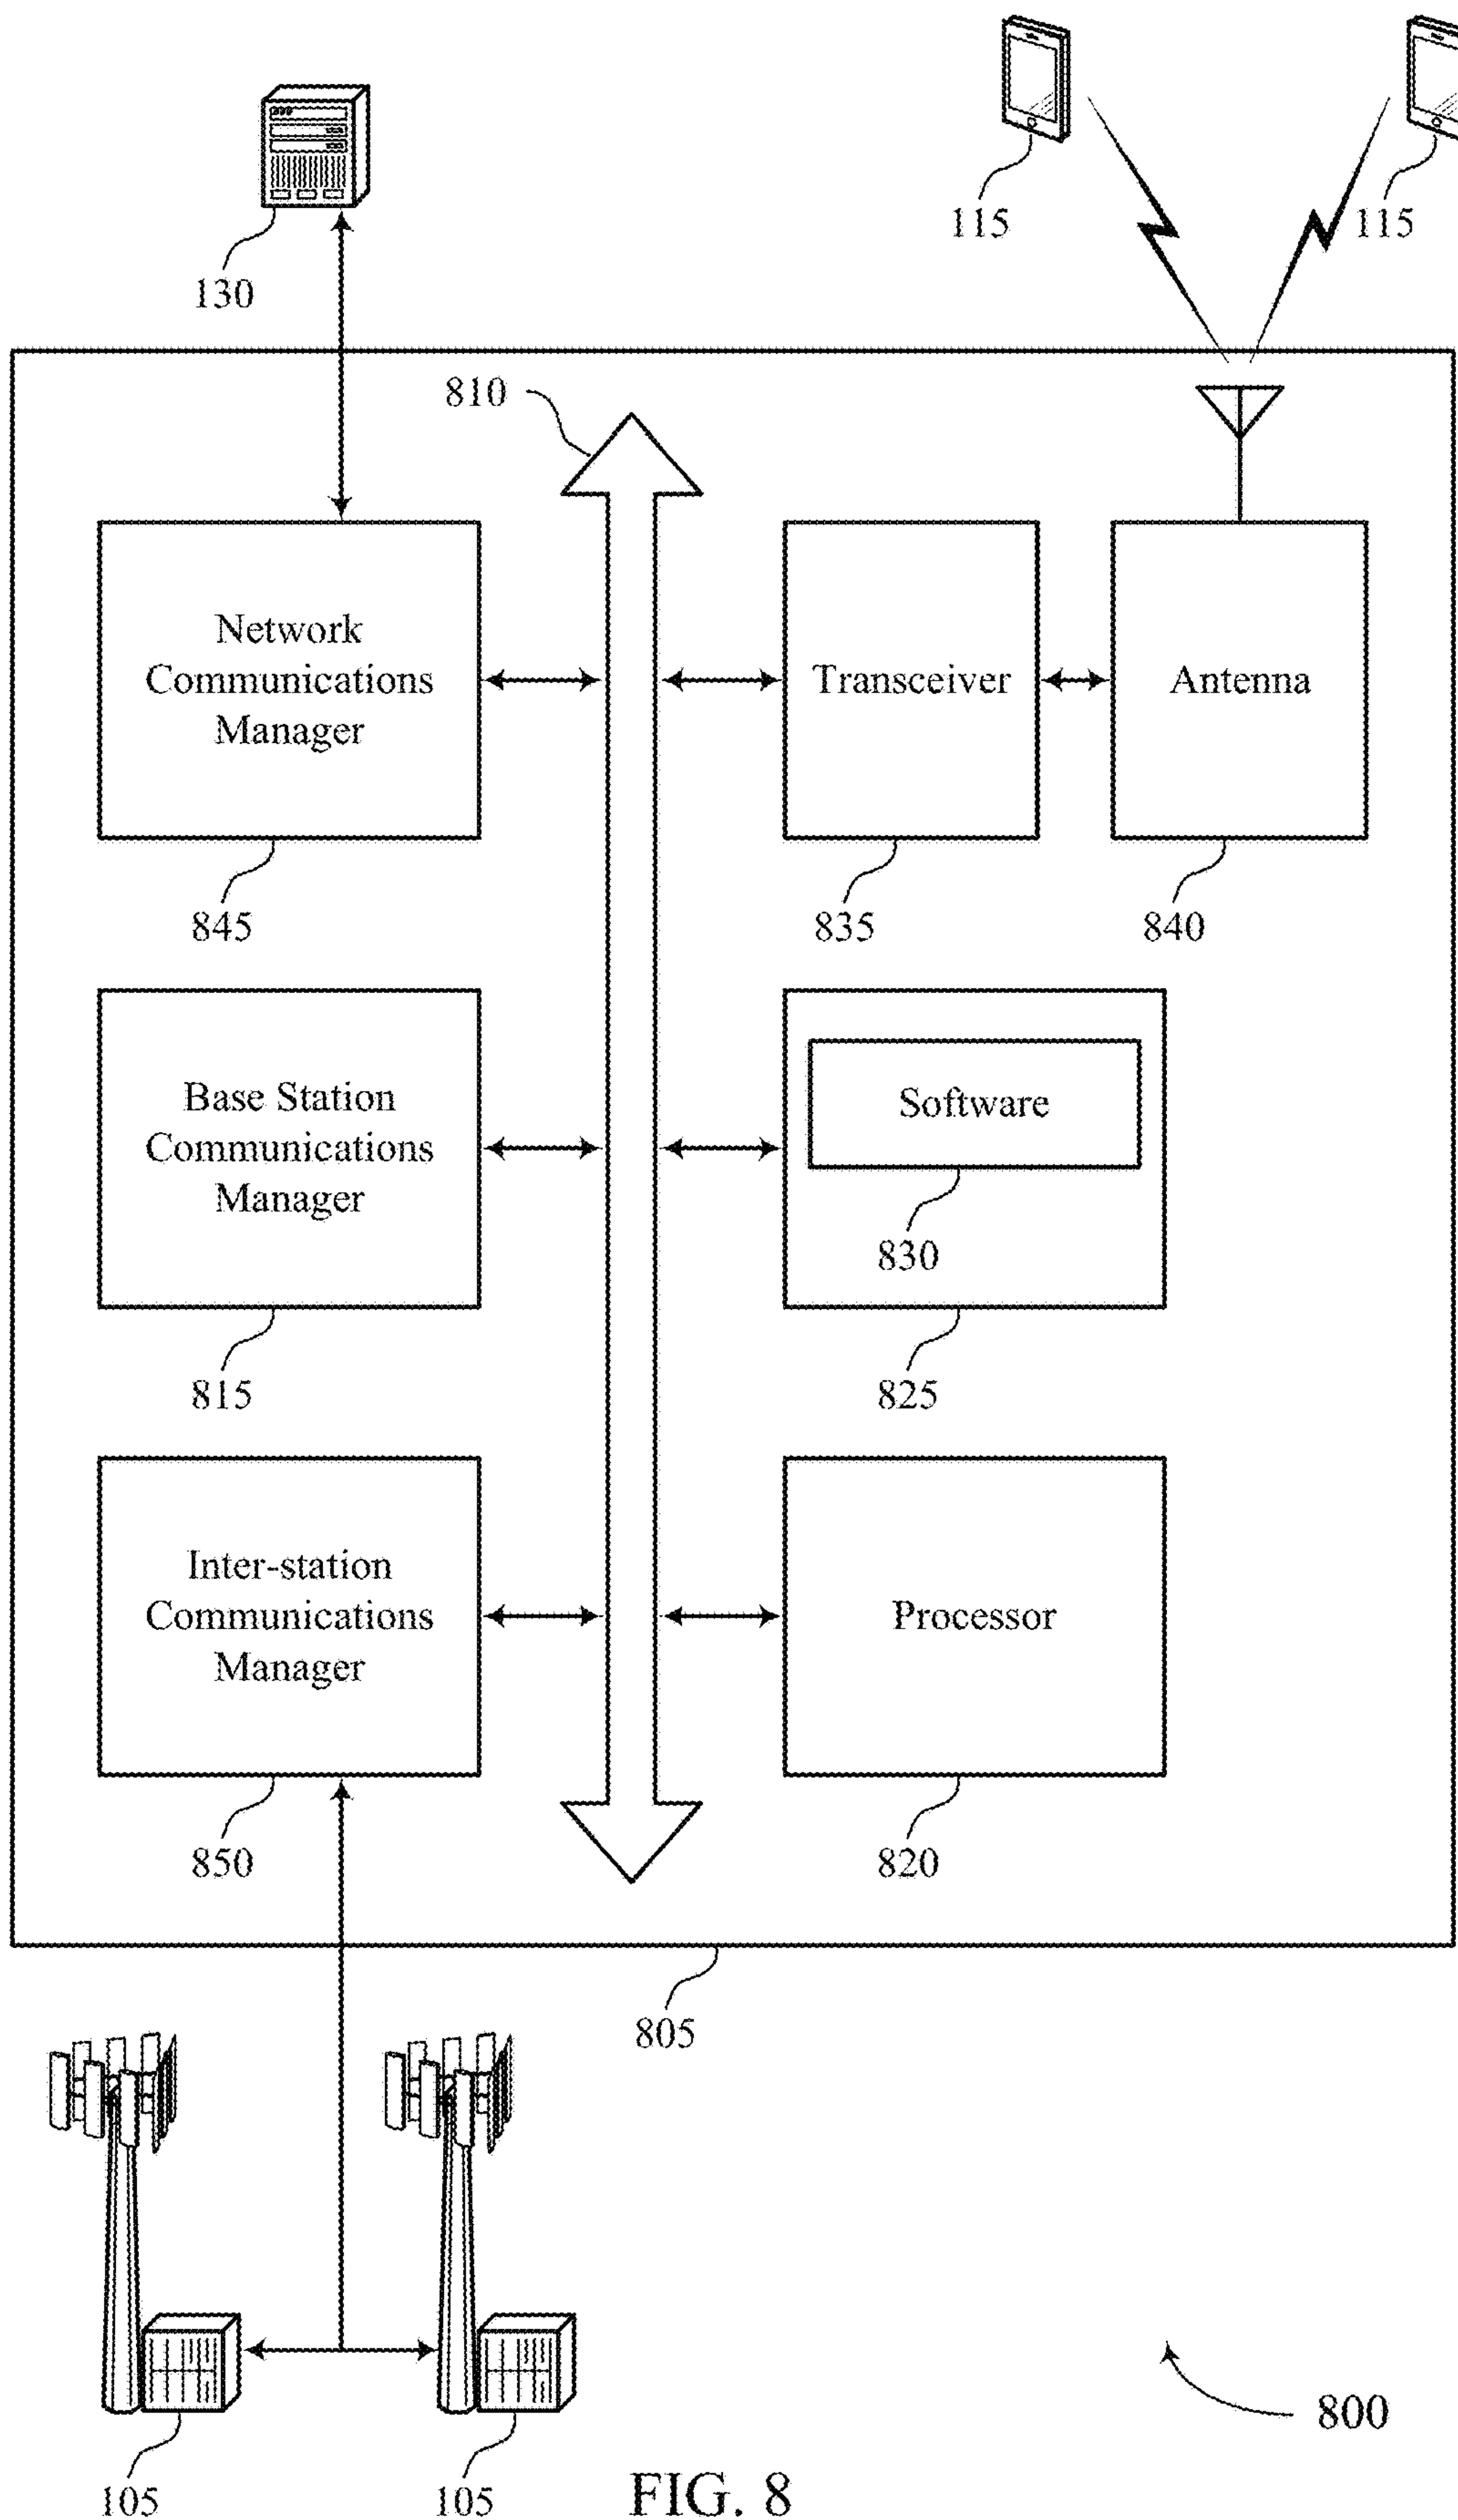 115
115
130
810
Network
Communications
Manager
Transceiver
Antenna
845
835
840
Base Station
Communications
Manager
Software
830
815
825
Inter-station
Communications
Manager
Processor
850
820
805
800
105
105
FIG. 8